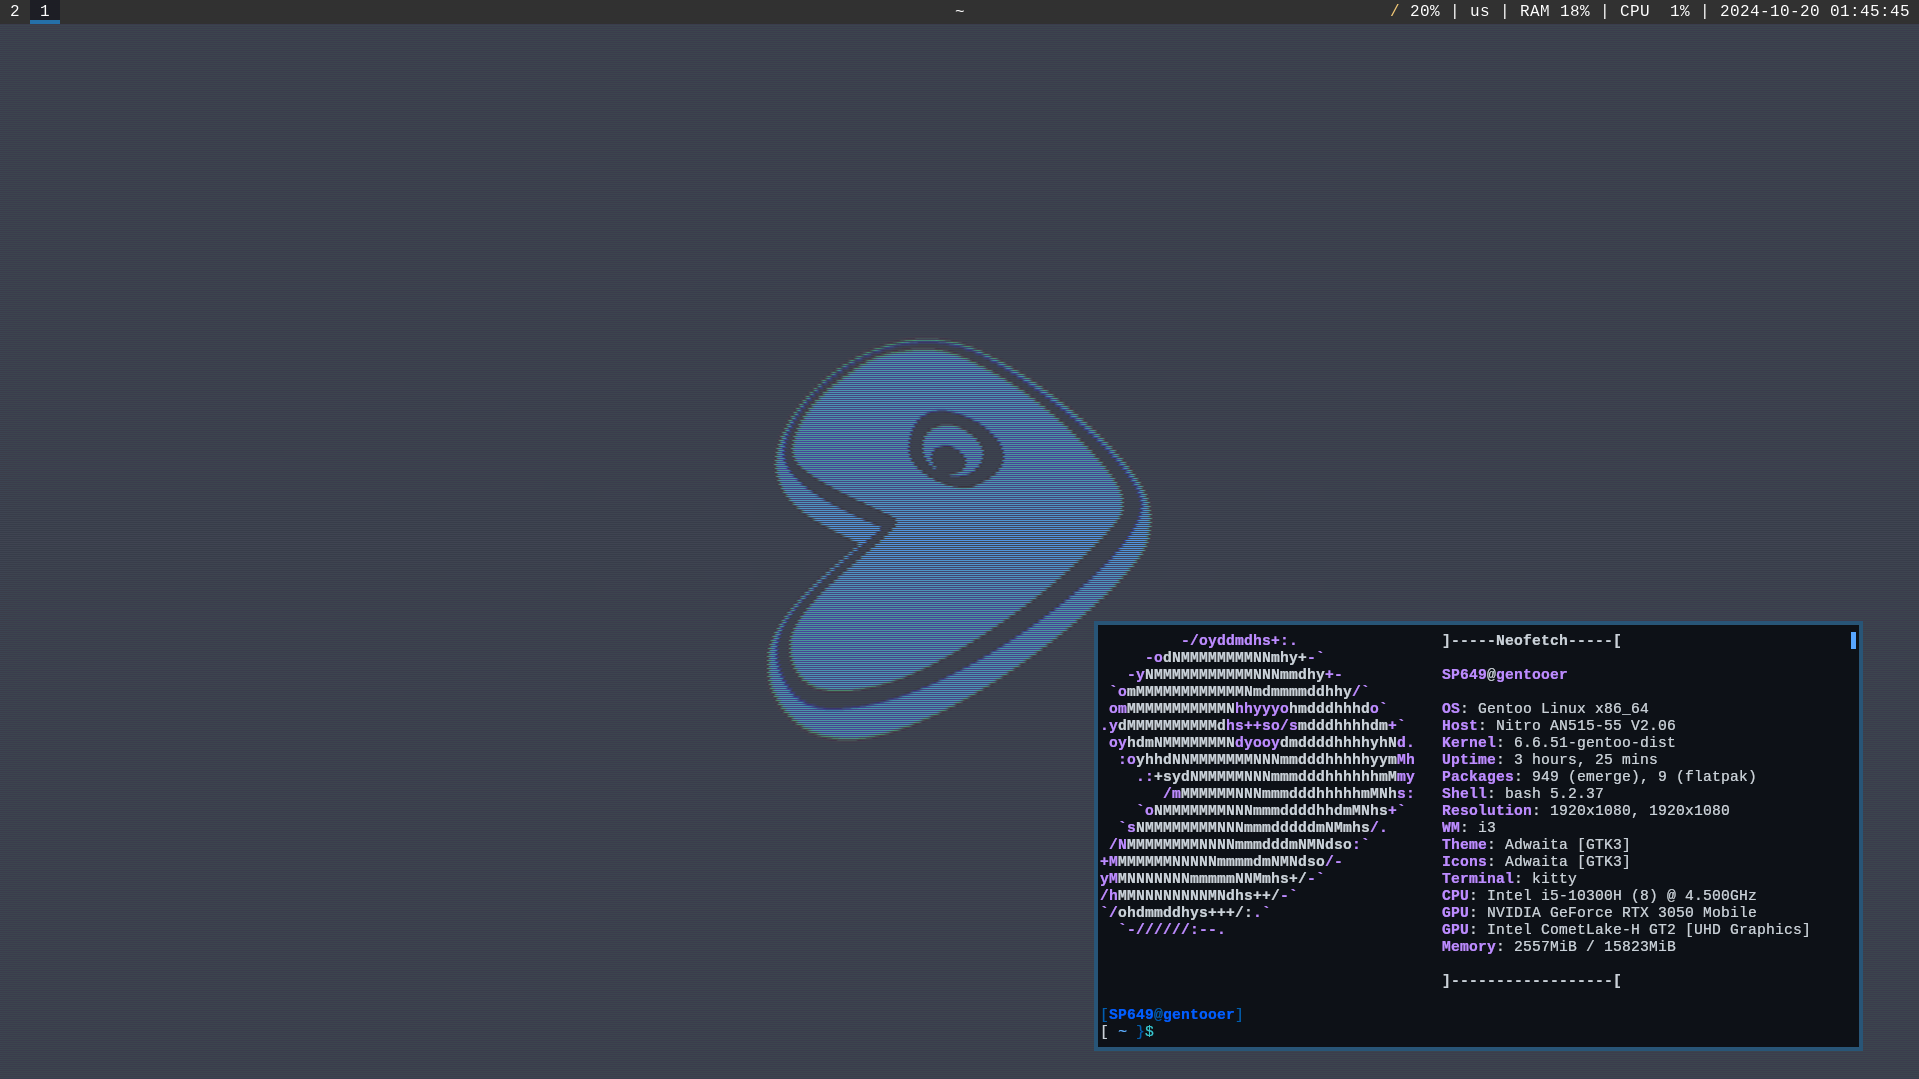 2 1 ~ / 20% | us | RAM 18% | CPU  1% | 2024-10-20 01:45:45
         -/oyddmdhs+:.                ]-----Neofetch-----[
     -odNMMMMMMMMNNmhy+-`
   -yNMMMMMMMMMMMNNNmmdhy+-           SP649@gentooer
 `omMMMMMMMMMMMMNmdmmmmddhhy/`
 omMMMMMMMMMMMNhhyyyohmdddhhhdo`      OS: Gentoo Linux x86_64
.ydMMMMMMMMMMdhs++so/smdddhhhhdm+`    Host: Nitro AN515-55 V2.06
 oyhdmNMMMMMMMNdyooydmddddhhhhyhNd.   Kernel: 6.6.51-gentoo-dist
  :oyhhdNNMMMMMMMNNNmmdddhhhhhyymMh   Uptime: 3 hours, 25 mins
    .:+sydNMMMMMNNNmmmdddhhhhhhmMmy   Packages: 949 (emerge), 9 (flatpak)
       /mMMMMMMNNNmmmdddhhhhhmMNhs:   Shell: bash 5.2.37
    `oNMMMMMMMNNNmmmddddhhdmMNhs+`    Resolution: 1920x1080, 1920x1080
  `sNMMMMMMMMNNNmmmdddddmNMmhs/.      WM: i3
 /NMMMMMMMMNNNNmmmdddmNMNdso:`        Theme: Adwaita [GTK3]
+MMMMMMMNNNNNmmmmdmNMNdso/-           Icons: Adwaita [GTK3]
yMMNNNNNNNmmmmmNNMmhs+/-`             Terminal: kitty
/hMMNNNNNNNNMNdhs++/-`                CPU: Intel i5-10300H (8) @ 4.500GHz
`/ohdmmddhys+++/:.`                   GPU: NVIDIA GeForce RTX 3050 Mobile
  `-//////:--.                        GPU: Intel CometLake-H GT2 [UHD Graphics]
                                      Memory: 2557MiB / 15823MiB
                                      ]------------------[
[SP649@gentooer]
[ ~ }$